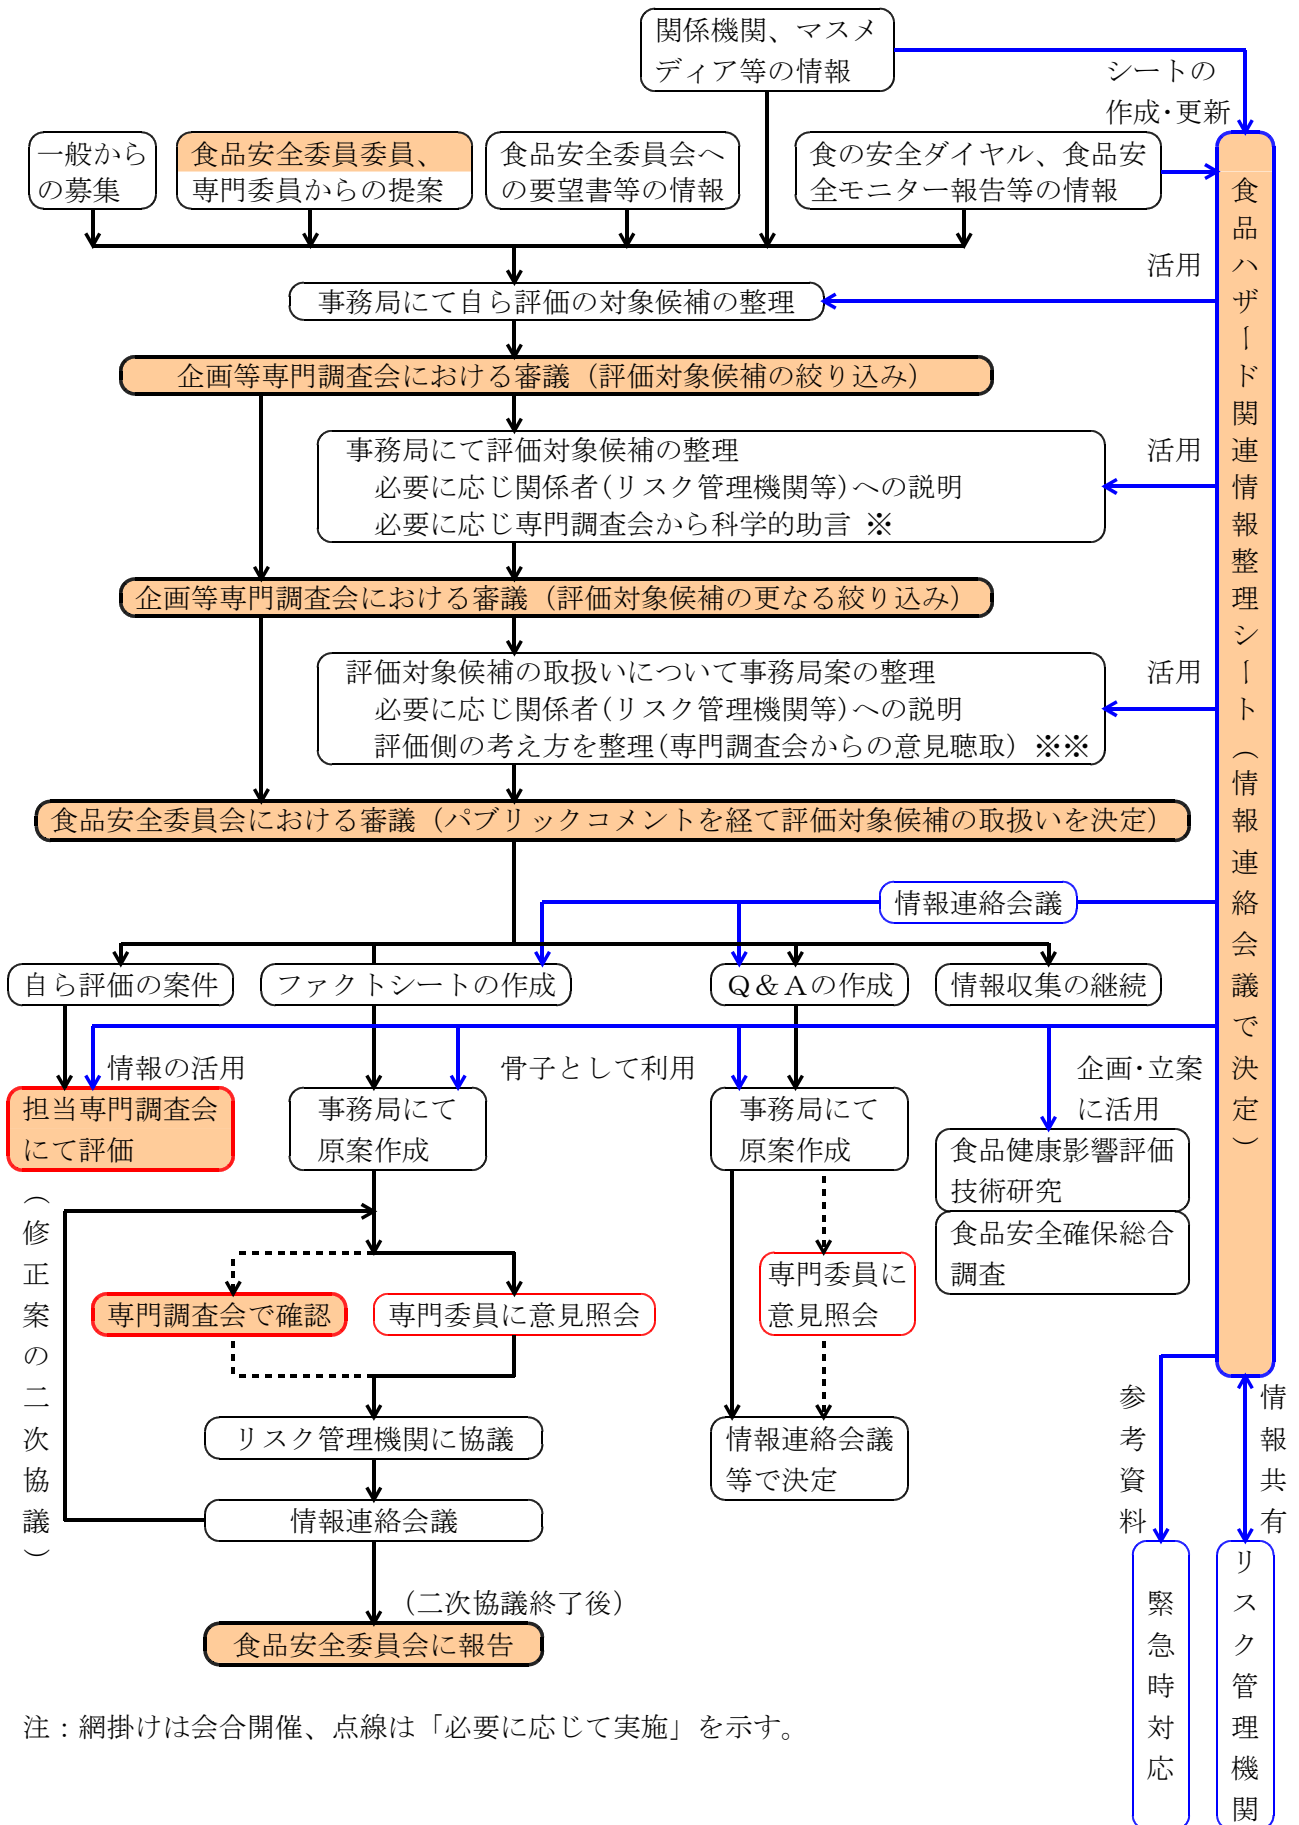 関係機関、マスメ
ディア等の情報
シートの
作成･更新
一般から
の募集
食品安全委員委員、
専門委員からの提案
食品安全委員会へ
の要望書等の情報
食の安全ダイヤル、食品安
全モニター報告等の情報
食品ハザード関連情報整理シート（情報連絡会議で決定）
活用
事務局にて自ら評価の対象候補の整理
企画等専門調査会における審議（評価対象候補の絞り込み）
事務局にて評価対象候補の整理
必要に応じ関係者(リスク管理機関等)への説明
必要に応じ専門調査会から科学的助言 ※
活用
企画等専門調査会における審議（評価対象候補の更なる絞り込み）
評価対象候補の取扱いについて事務局案の整理
必要に応じ関係者(リスク管理機関等)への説明
評価側の考え方を整理(専門調査会からの意見聴取) ※※
活用
食品安全委員会における審議（パブリックコメントを経て評価対象候補の取扱いを決定）
情報連絡会議
自ら評価の案件
ファクトシートの作成
Ｑ＆Ａの作成
情報収集の継続
情報の活用
骨子として利用
企画･立案
に活用
担当専門調査会
にて評価
事務局にて
原案作成
事務局にて
原案作成
食品健康影響評価
技術研究
食品安全確保総合
調査
（修正案の二次協議）
専門調査会で確認
専門委員に意見照会
専門委員に
意見照会
リスク管理機関に協議
情報連絡会議
等で決定
情報連絡会議
（二次協議終了後）
食品安全委員会に報告
参考資料
情報共有
緊急時対応
リスク管理機関
注：網掛けは会合開催、点線は「必要に応じて実施」を示す。